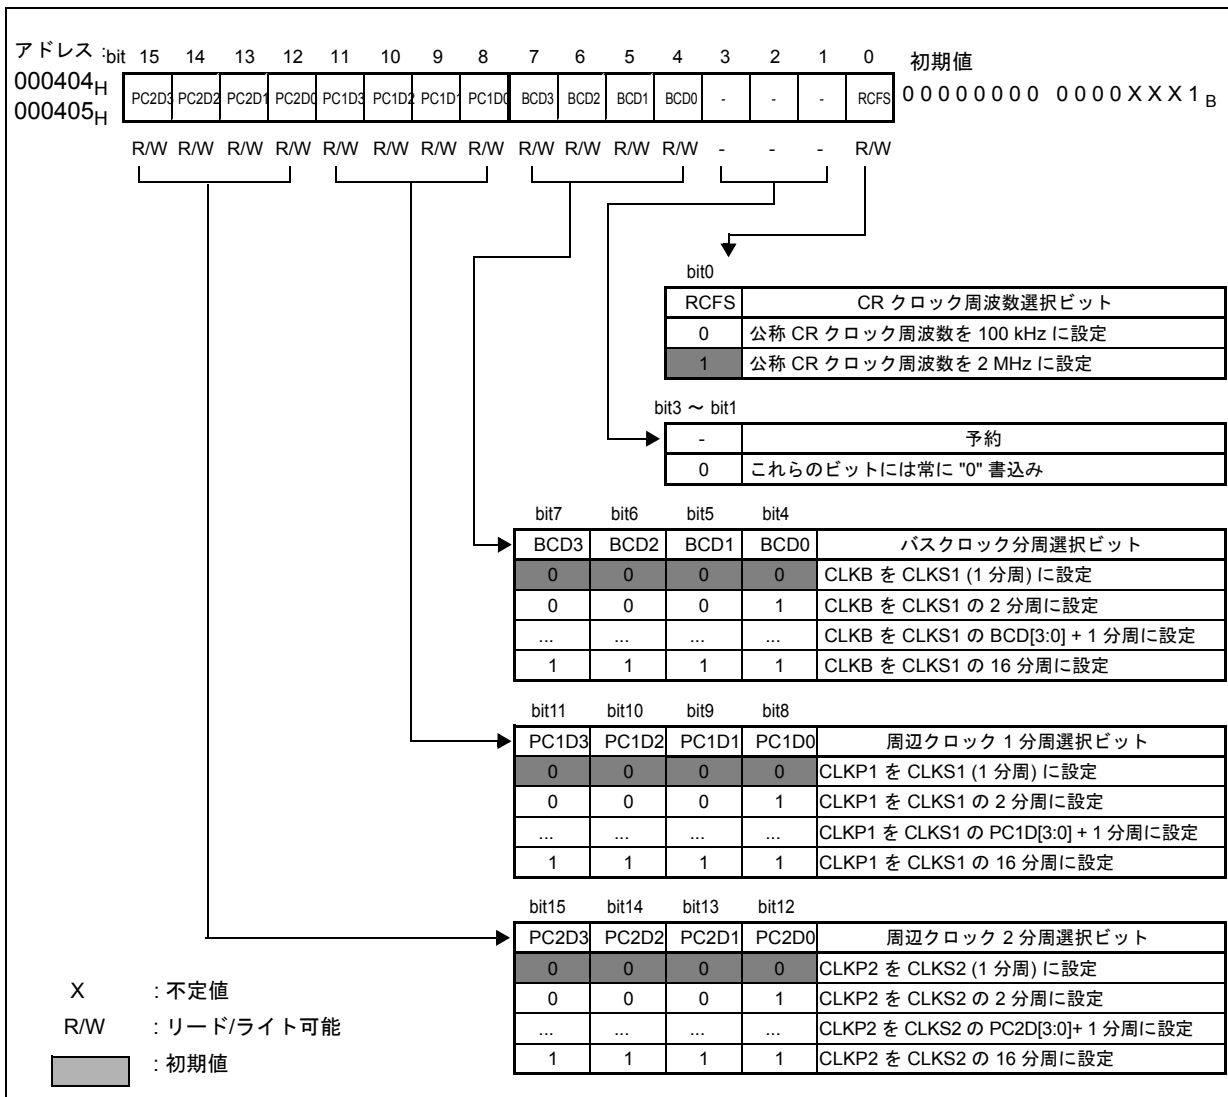 アドレス : bit 15 14 13 12 11 10 9 8 7 6 5 4 3 2 1 0 初期値
000404H
000405H
PC2D3 PC2D2 PC2D1 PC2D0 PC1D3 PC1D2 PC1D1 PC1D0 BCD3 BCD2 BCD1 BCD0 - - - RCFS 0 0 0 0 0 0 0 0 0 0 0 0 X X X 1 B
R/W R/W R/W R/W R/W R/W R/W R/W R/W R/W R/W R/W - - - R/W
bit0
RCFS CR クロック周波数選択ビット
0 公称 CR クロック周波数を 100 kHz に設定
1 公称 CR クロック周波数を 2 MHz に設定
bit3 ～ bit1
- 予約
0 これらのビットには常に "0" 書込み
bit7 bit6 bit5 bit4
BCD3 BCD2 BCD1 BCD0 バスクロック分周選択ビット
0 0 0 0 CLKB を CLKS1 (1 分周) に設定
0 0 0 1 CLKB を CLKS1 の 2 分周に設定
... ... ... ... CLKB を CLKS1 の BCD[3:0] + 1 分周に設定
1 1 1 1 CLKB を CLKS1 の 16 分周に設定
bit11 bit10 bit9 bit8
PC1D3 PC1D2 PC1D1 PC1D0 周辺クロック 1 分周選択ビット
0 0 0 0 CLKP1 を CLKS1 (1 分周) に設定
0 0 0 1 CLKP1 を CLKS1 の 2 分周に設定
... ... ... ... CLKP1 を CLKS1 の PC1D[3:0] + 1 分周に設定
1 1 1 1 CLKP1 を CLKS1 の 16 分周に設定
bit15 bit14 bit13 bit12
PC2D3 PC2D2 PC2D1 PC2D0 周辺クロック 2 分周選択ビット
0 0 0 0 CLKP2 を CLKS2 (1 分周) に設定
0 0 0 1 CLKP2 を CLKS2 の 2 分周に設定
... ... ... ... CLKP2 を CLKS2 の PC2D[3:0]+ 1 分周に設定
1 1 1 1 CLKP2 を CLKS2 の 16 分周に設定
X : 不定値
R/W : リード/ライト可能
: 初期値